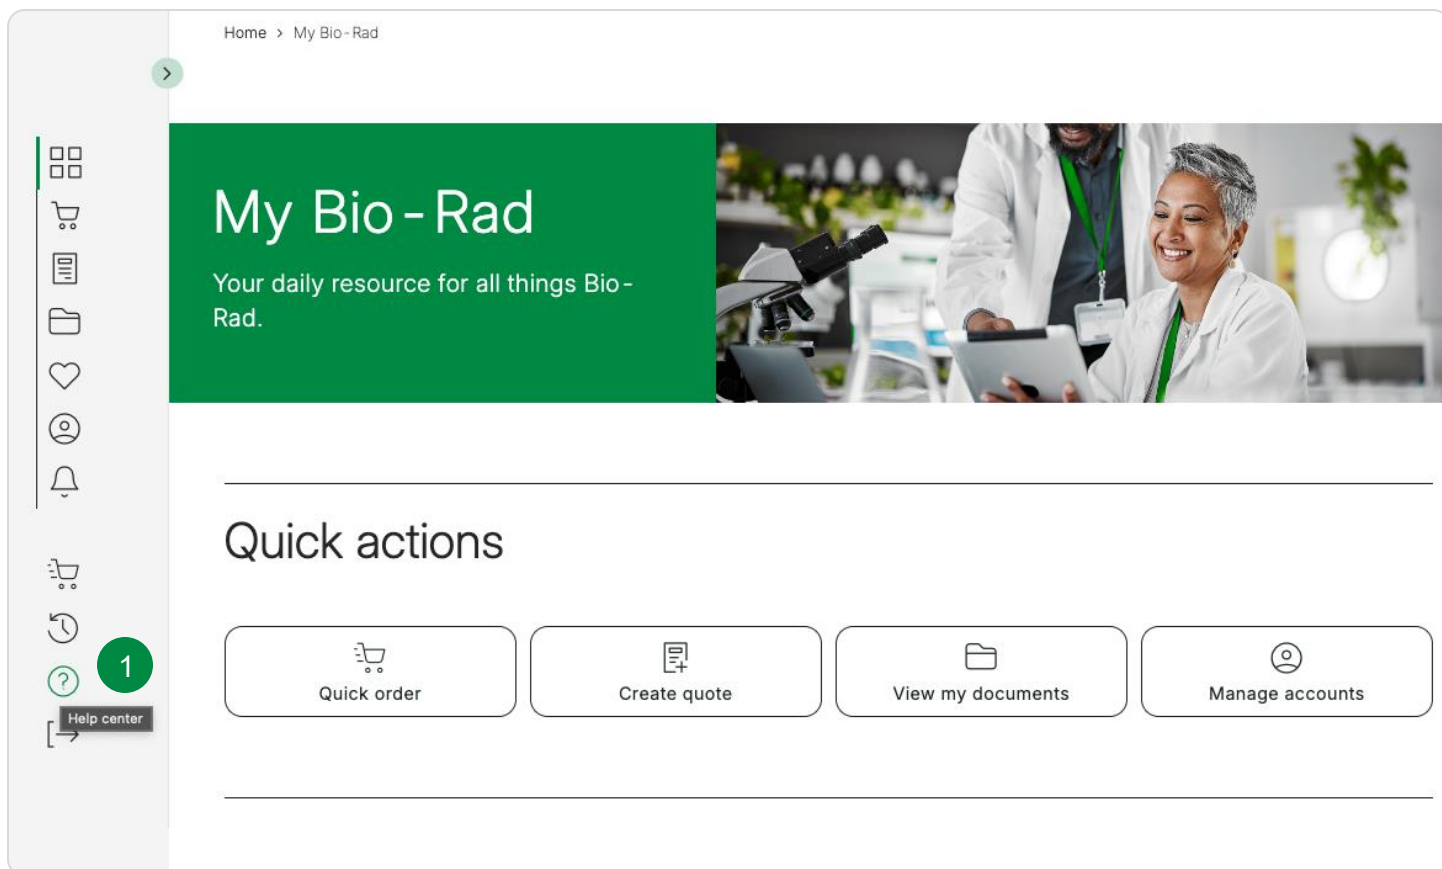 Home > My Bio-Rad
My Bio-Rad
Your daily resource for all things Bio-
Rad.
Quick actions
Quick order
Create quote
View my documents
Manage accounts
1
Help center